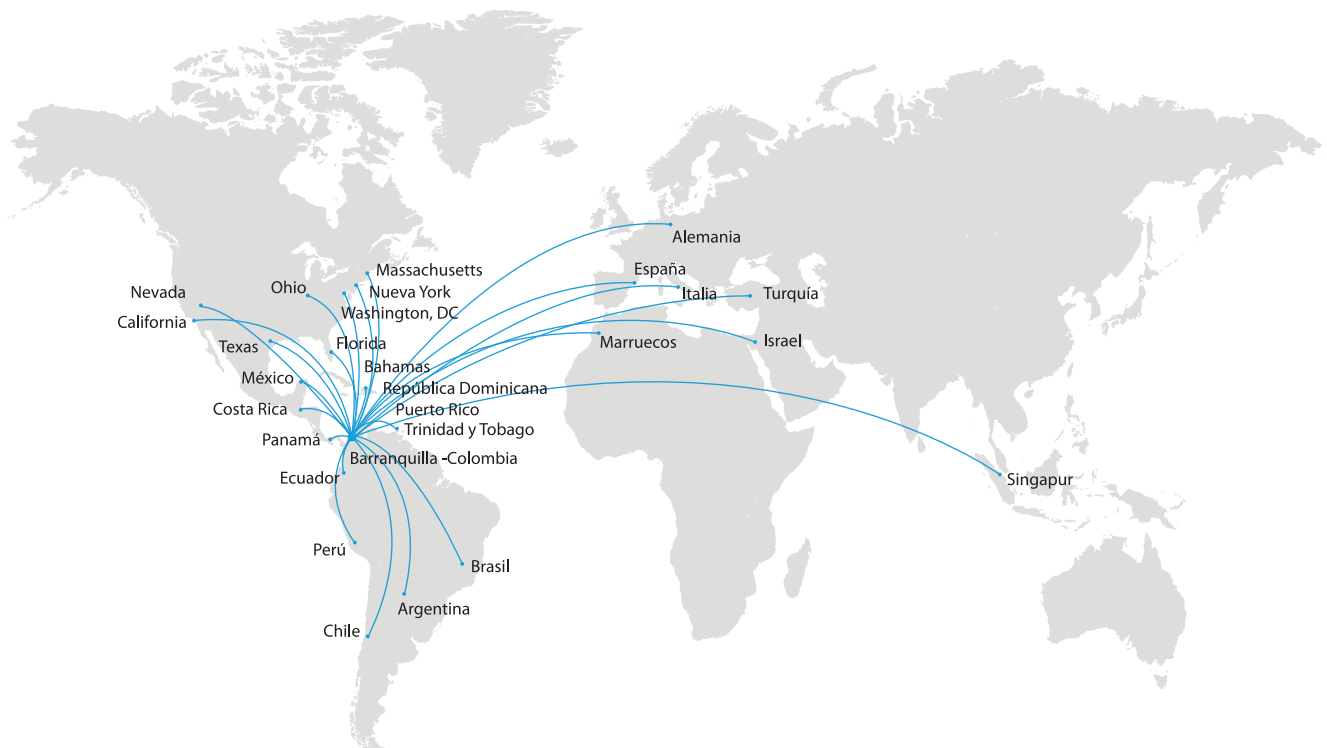 Alemania
Massachusetts
España
Ohio
Nevada
Nueva York
Italia
Turquía
Washington, DC
California
Florida
Marruecos
Israel
Texas
Bahamas
México
República Dominicana
Costa Rica
Puerto Rico
Trinidad y Tobago
Panamá
Barranquilla -Colombia
Ecuador
Singapur
Perú
Brasil
Argentina
Chile